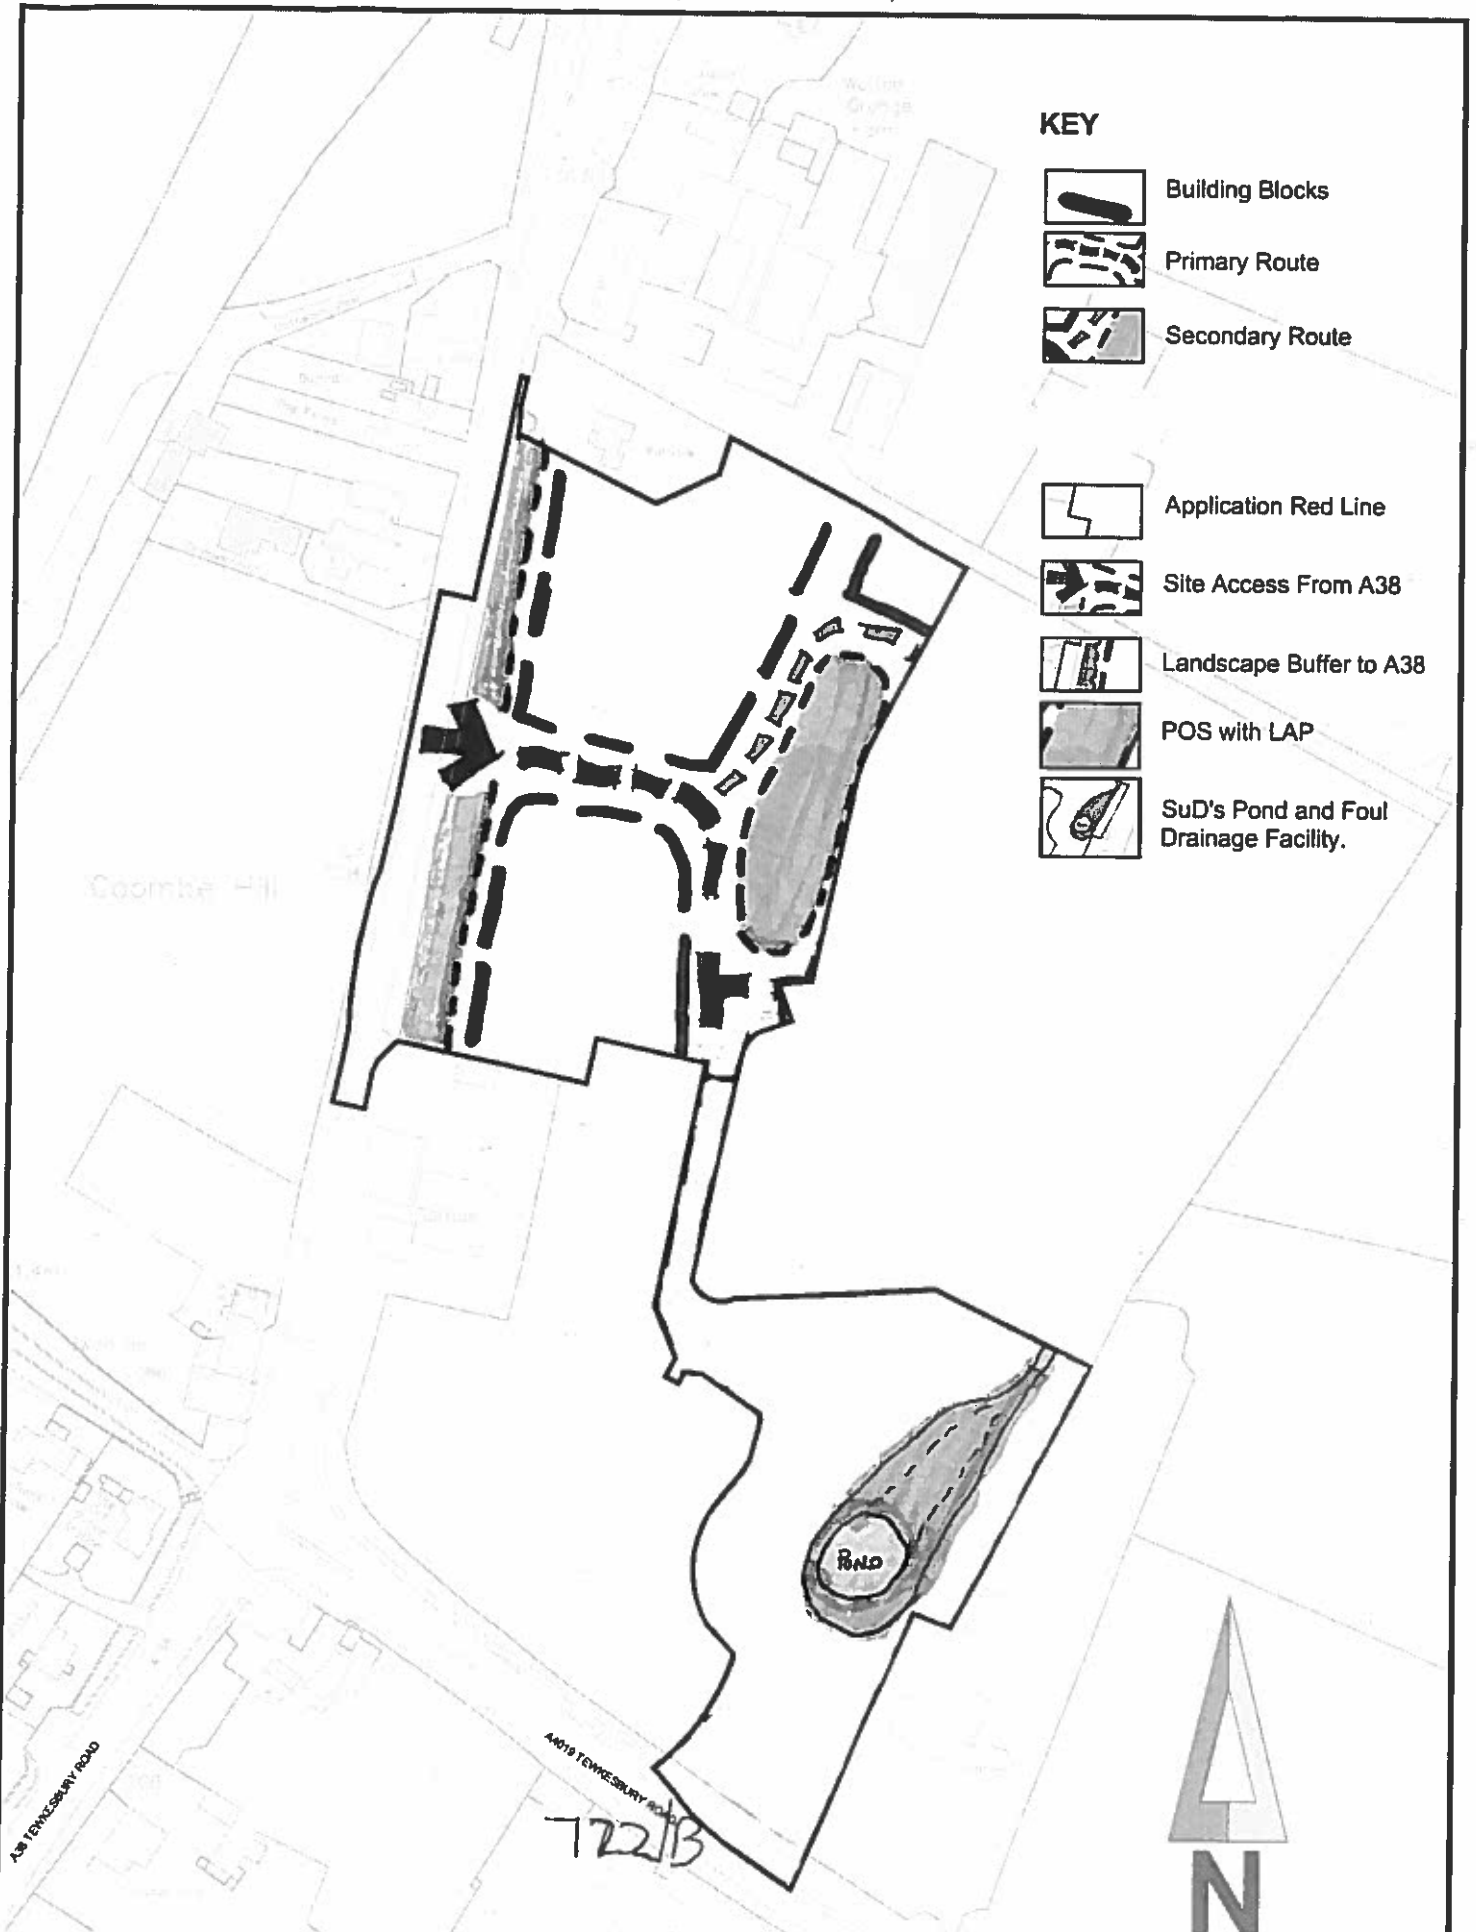 KEY
Building Blocks
Primary Route
Secondary Route
Application Red Line
Site Access From A38
Landscape Buffer to A38
POS with LAP
SuD's Pond and Foul
Drainage Facility.
Coombe Hill
POND
A4019 TEWKESBURY ROAD
A38 TEWKESBURY ROAD
722/B
N